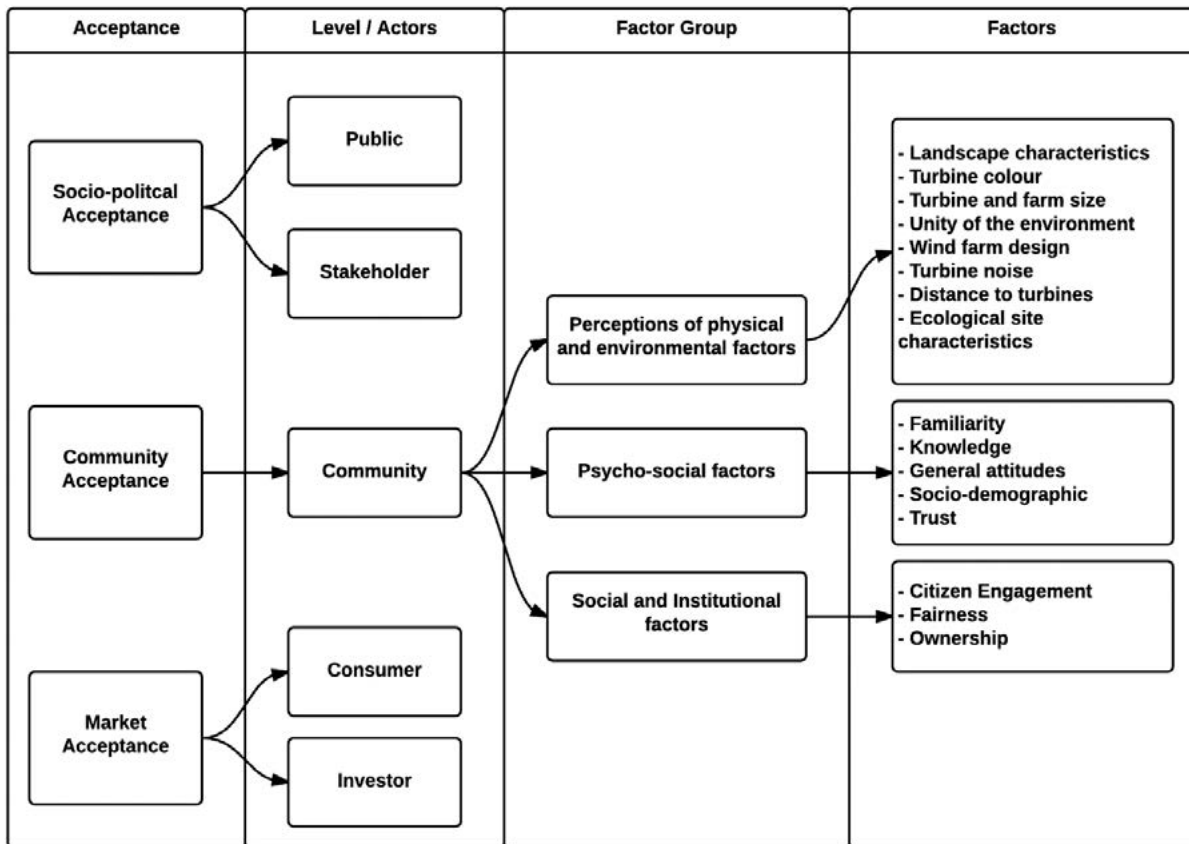 Acceptance
Level / Actors
Factor Group
Factors
Socio-politcal
Acceptance
Public
Stakeholder
Community
Acceptance
Community
Market
Acceptance
Consumer
Investor
Perceptions of physical
and environmental factors
Psycho-social factors
Social and Institutional
factors
- Landscape characteristics
- Turbine colour
- Turbine and farm size
- Unity of the environment
- Wind farm design
- Turbine noise
- Distance to turbines
- Ecological site
characteristics
- Familiarity
- Knowledge
- General attitudes
- Socio-demographic
- Trust
- Citizen Engagement
- Fairness
- Ownership